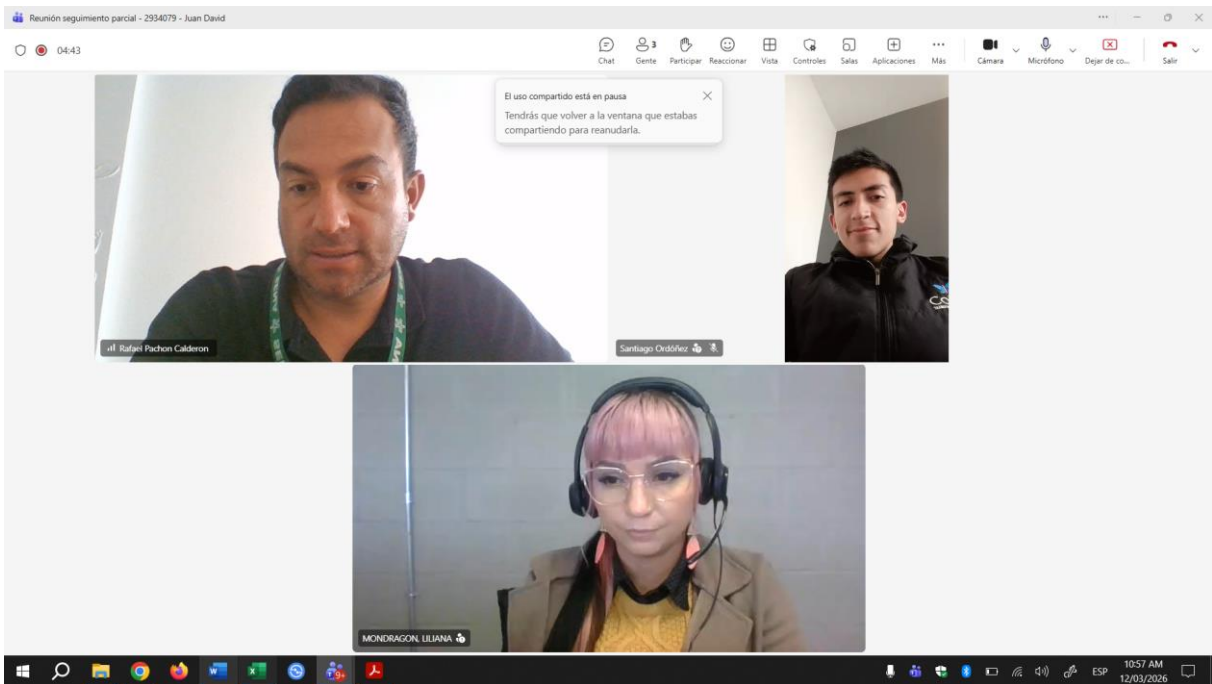 Reunión seguimiento parcial - 2934079 - Juan David
04:43
Chat
3
Gente
Participar
Reaccionar
Vista
Controles
Salas
Aplicaciones
Más
Cámara
Micrófono
Dejar de co...
Salir
El uso compartido está en pausa
Tendrás que volver a la ventana que estabas
compartiendo para reanudarla.
Rafael Pachon Calderon
Santiago Ordóñez
MONDRAGON, LILIANA
ESP
10:57 AM
12/03/2026